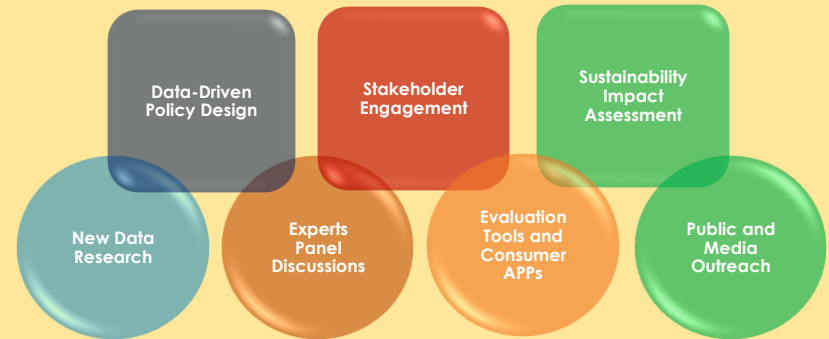 Data-Driven
Policy Design
Stakeholder
Engagement
Sustainability
Impact
Assessment
New Data
Research
Experts
Panel
Discussions
Evaluation
Tools and
Consumer
APPs
Public and
Media
Outreach